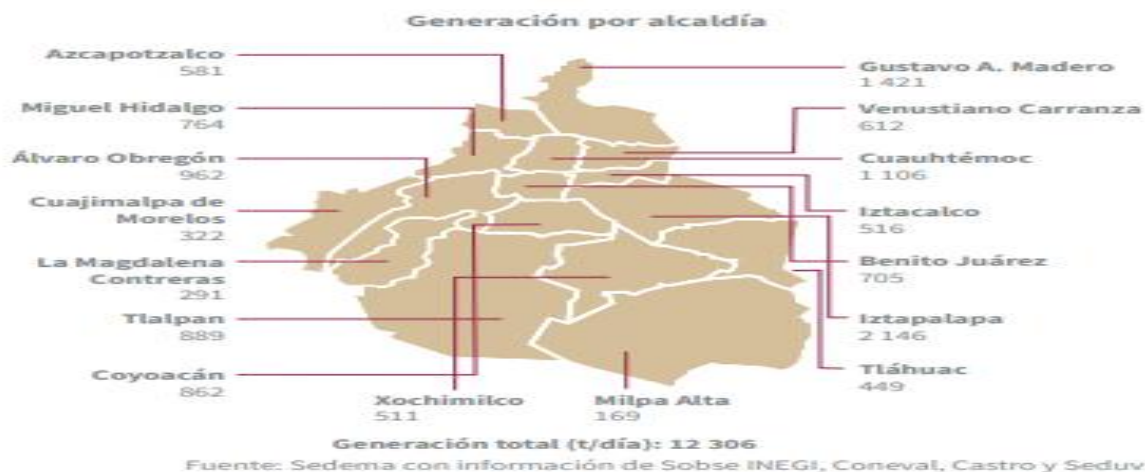 Generación por alcaldía
Azcapotzalco
581
Miguel Hidalgo
764
Álvaro Obregón
962
Cuajimalpa de
Morelos
322
La Magdalena
Contreras
291
Tlalpan
889
Coyoacán
862
Xochimilco
511
Milpa Alta
169
Gustavo A. Madero
1 421
Venustiano Carranza
612
Cuauhtémoc
1 106
Iztacalco
516
Benito Juárez
705
Iztapalapa
2 146
Tláhuac
449
Generación total (t/día): 12 306
Fuente: Sedema con información de Sobse INEGI, Coneval, Castro y